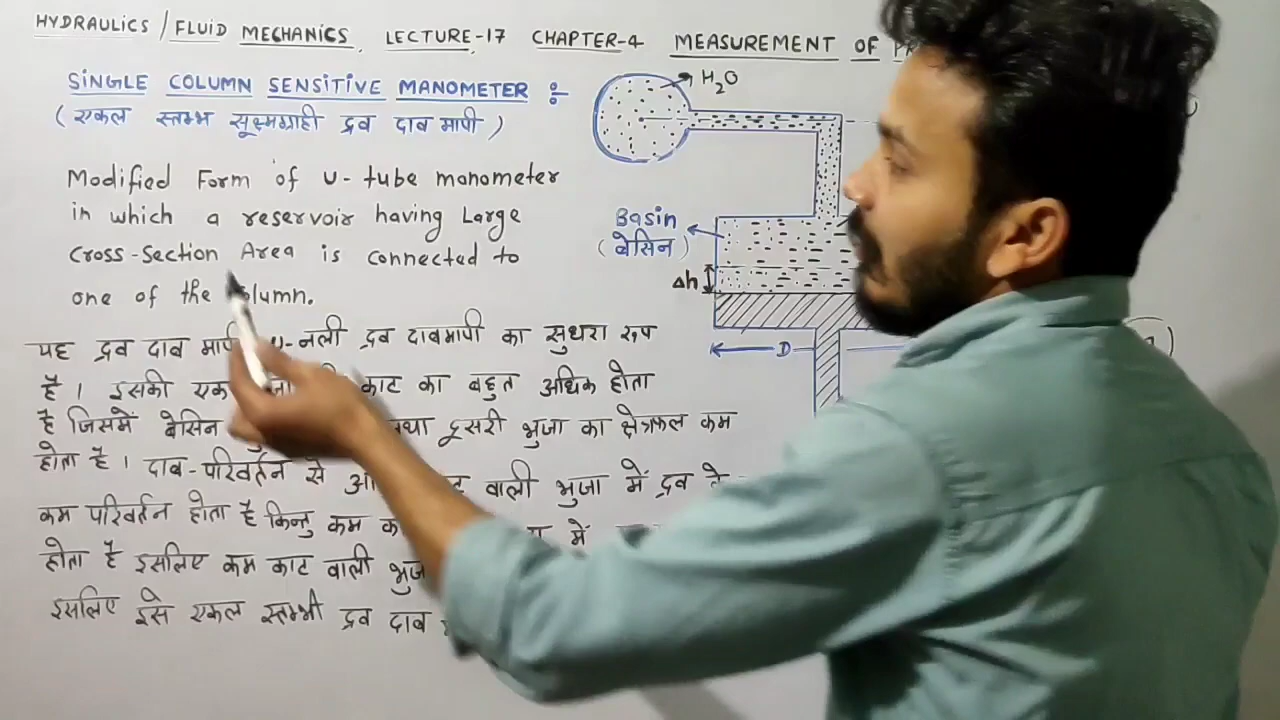 HYDRAULICS / FLUID MECHANICS, LECTURE-17 CHAPTER-4 MEASUREMENT OF
SINGLE COLUMN SENSITIVE MANOMETER :-
(एकल स्तम्भ सूक्ष्मग्राही द्रव दाब मापी)
Modified Form of U-tube manometer
in which a reservoir having Large
Cross-Section Area is connected to
one of the column.
यह द्रव दाब मापी U-नली द्रव दाबमापी का सुधरा रूप
है । इसकी एक काट का बहुत अधिक होता
है जिसमें बेसिन तथा दूसरी भुजा का क्षेत्रफल कम
होता है । दाब-परिवर्तन से वाली भुजा में द्रव
कम परिवर्तन होता है किन्तु कम में
होता है इसलिए कम काट वाली
इसलिए इसे एकल स्तम्भी द्रव दाब
H2O
Basin
(बेसिन)
Δh
D